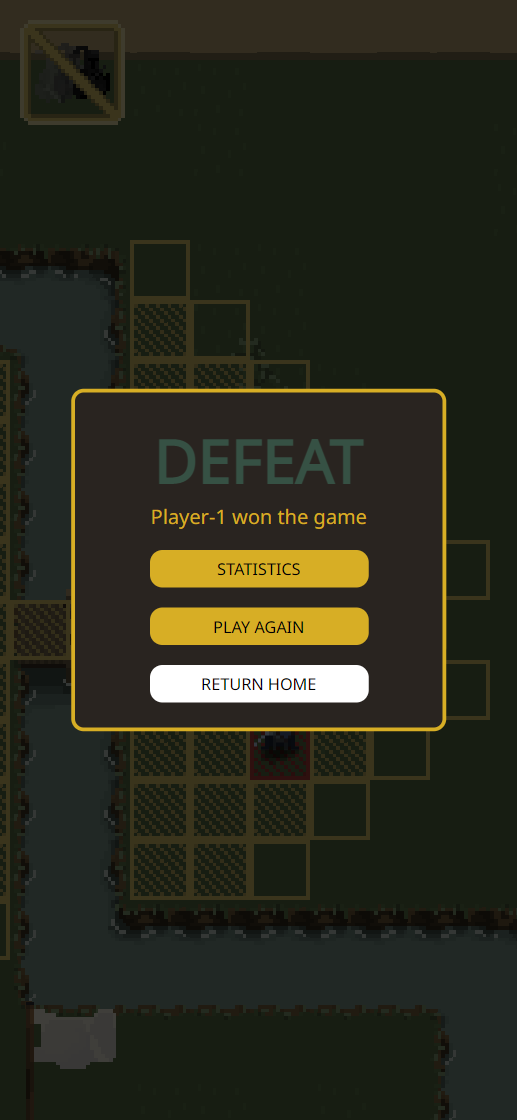 DEFEAT
Player-1 won the game
STATISTICS
PLAY AGAIN
RETURN HOME